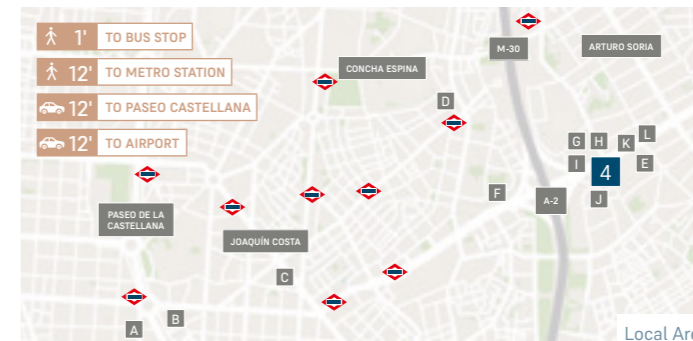 1' TO BUS STOP
12' TO METRO STATION
12' TO PASEO CASTELLANA
12' TO AIRPORT
M-30
ARTURO SORIA
CONCHA ESPINA
D
G H K L
I 4 E
F A-2 J
PASEO DE LA
CASTELLANA
JOAQUÍN COSTA
C
B
A
Local Are